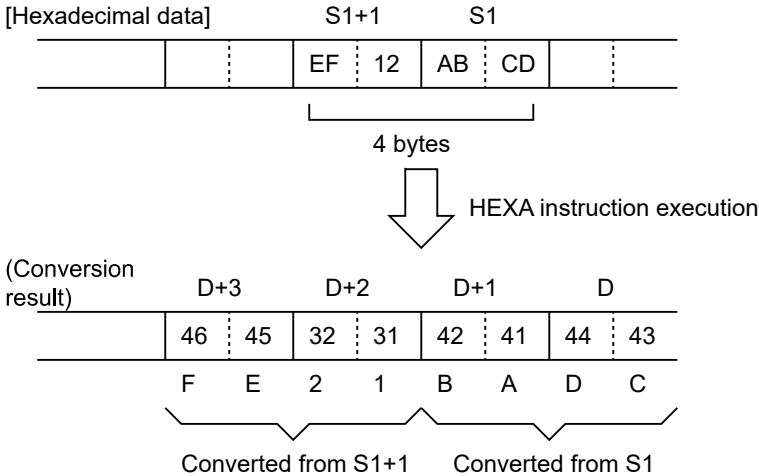 [Hexadecimal data] S1+1 S1
EF 12 AB CD
4 bytes
HEXA instruction execution
(Conversion
result) D+3 D+2 D+1 D
46 45 32 31 42 41 44 43
F E 2 1 B A D C
Converted from S1+1 Converted from S1